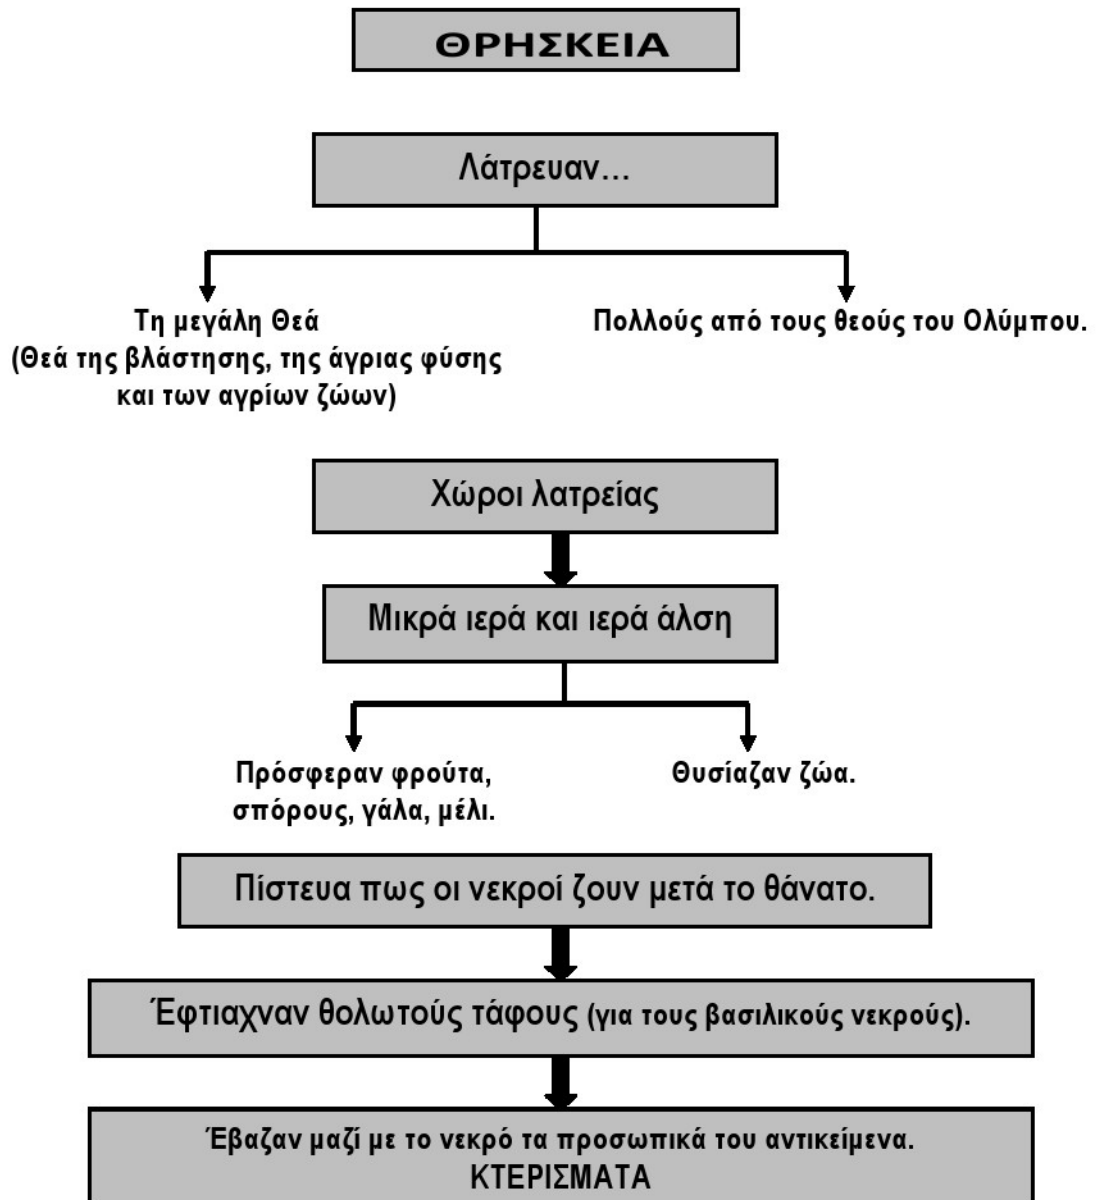 ΘΡΗΣΚΕΙΑ
Λάτρευαν...
Τη μεγάλη Θεά
(Θεά της βλάστησης, της άγριας φύσης
και των αγρίων ζώων)
Πολλούς από τους θεούς του Ολύμπου.
Χώροι λατρείας
Μικρά ιερά και ιερά άλση
Πρόσφεραν φρούτα,
σπόρους, γάλα, μέλι.
Θυσίαζαν ζώα.
Πίστευα πως οι νεκροί ζουν μετά το θάνατο.
Έφτιαχναν θολωτούς τάφους (για τους βασιλικούς νεκρούς).
Έβαζαν μαζί με το νεκρό τα προσωπικά του αντικείμενα.
ΚΤΕΡΙΣΜΑΤΑ